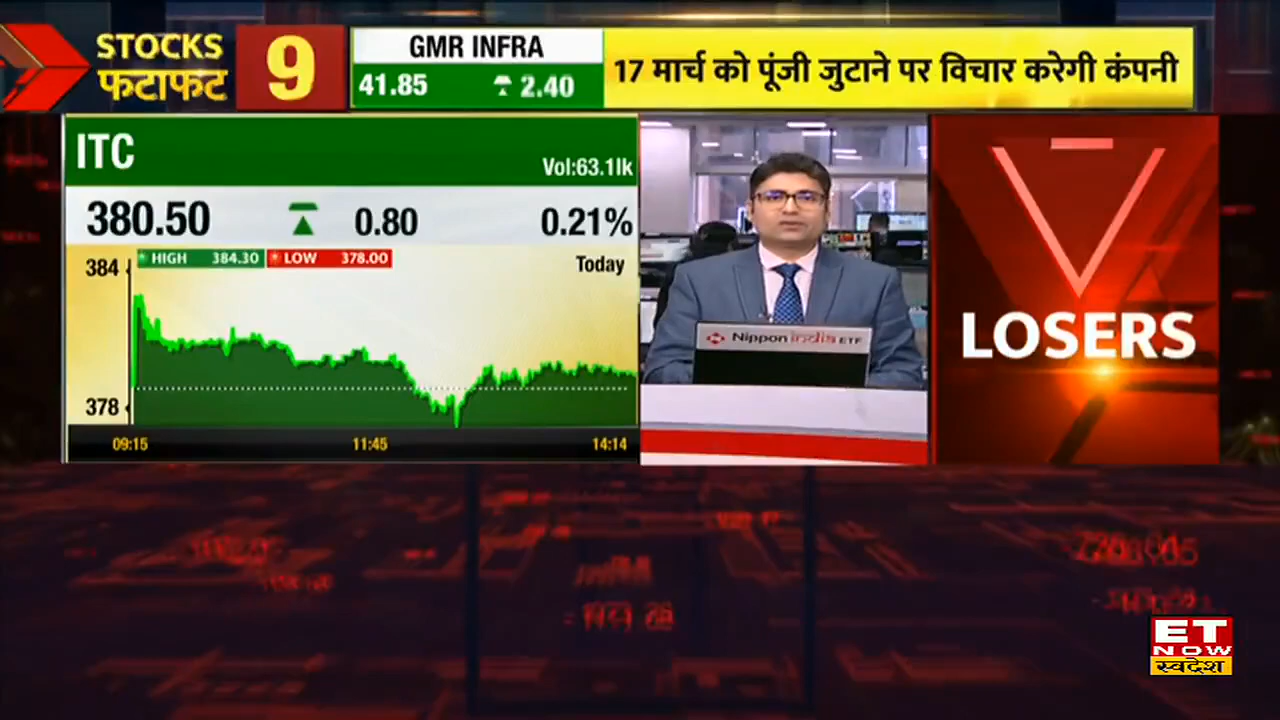 STOCKS
फटाफट
9
GMR INFRA
41.85 2.40
17 मार्च को पूंजी जुटाने पर विचार करेगी कंपनी
ITC
Vol:63.1lk
380.50 0.80 0.21%
HIGH 384.30 LOW 378.00
Today
384
378
09:15 11:45 14:14
Nippon india ETF
LOSERS
ET
NOW
स्वदेश